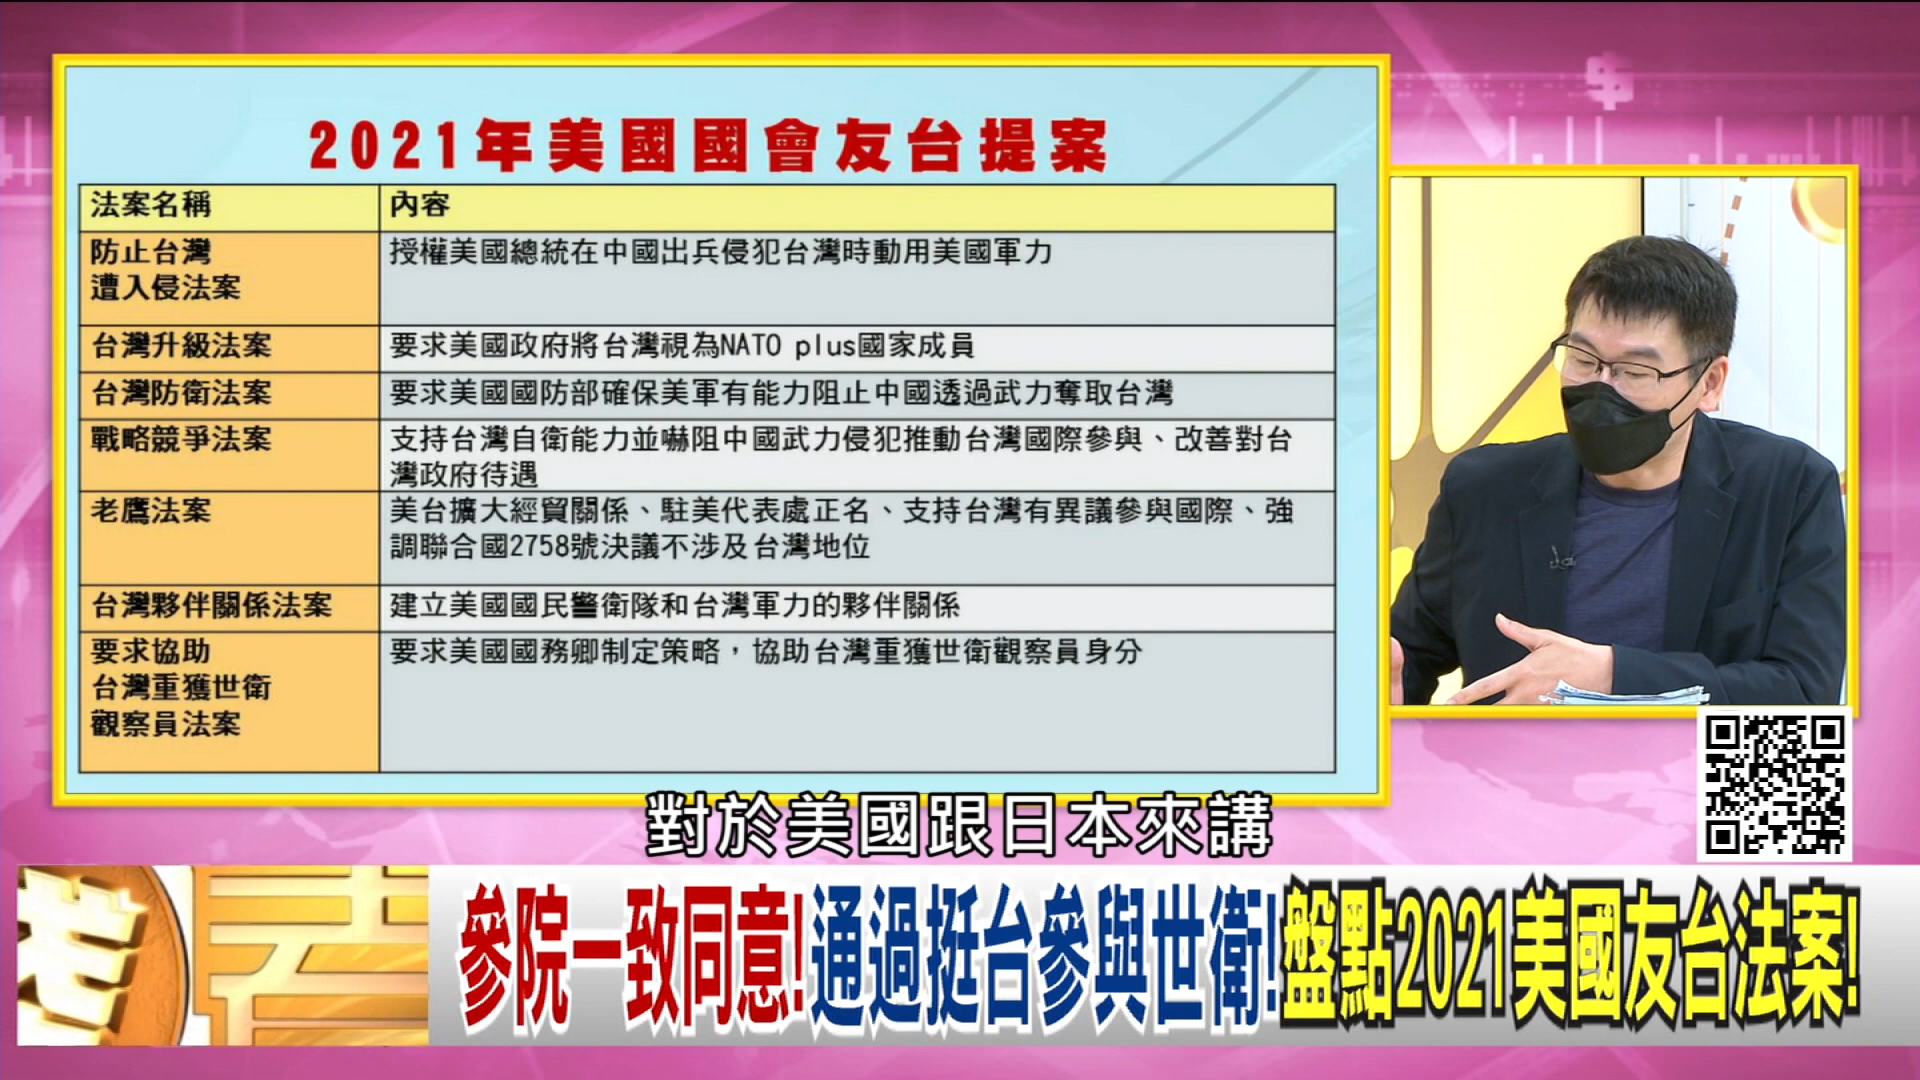 2021年美國國會友台提案
法案名稱
內容
防止台灣
遭入侵法案
授權美國總統在中國出兵侵犯台灣時動用美國軍力
台灣升級法案
要求美國政府將台灣視為NATO plus國家成員
台灣防衛法案
要求美國國防部確保美軍有能力阻止中國透過武力奪取台灣
戰略競爭法案
支持台灣自衛能力並嚇阻中國武力侵犯推動台灣國際參與、改善對台
灣政府待遇
老鷹法案
美台擴大經貿關係、駐美代表處正名、支持台灣有異議參與國際、強
調聯合國2758號決議不涉及台灣地位
台灣夥伴關係法案
建立美國國民警衛隊和台灣軍力的夥伴關係
要求協助
台灣重獲世衛
觀察員法案
要求美國國務卿制定策略，協助台灣重獲世衛觀察員身分
對於美國跟日本來講
參院一致同意!通過挺台參與世衛!盤點2021美國友台法案!